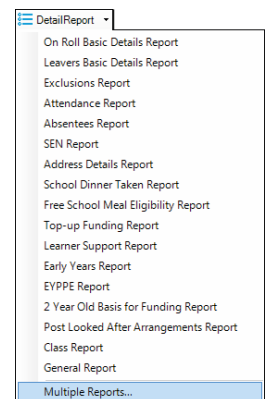 DetailReport
On Roll Basic Details Report
Leavers Basic Details Report
Exclusions Report
Attendance Report
Absentees Report
SEN Report
Address Details Report
School Dinner Taken Report
Free School Meal Eligibility Report
Top-up Funding Report
Learner Support Report
Early Years Report
EYPPE Report
2 Year Old Basis for Funding Report
Post Looked After Arrangements Report
Class Report
General Report
Multiple Reports...